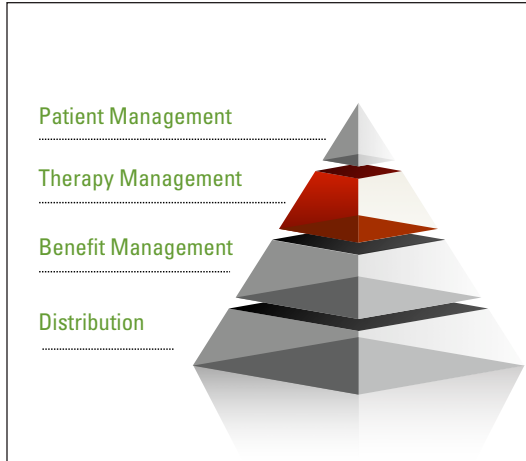 Patient Management
Therapy Management
Benefit Management
Distribution